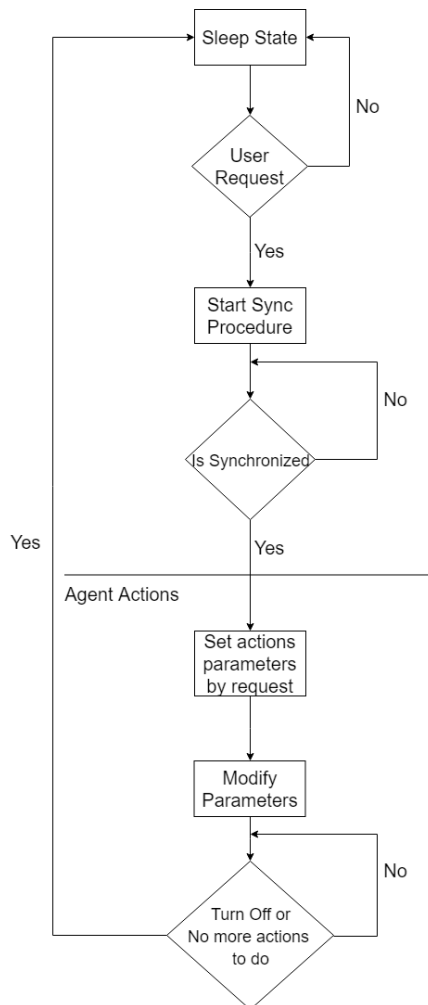 Sleep State
No
User
Request
Yes
Start Sync
Procedure
No
Is Synchronized
Yes
Yes
Agent Actions
Set actions
parameters
by request
Modify
Parameters
No
Turn Off or
No more actions
to do